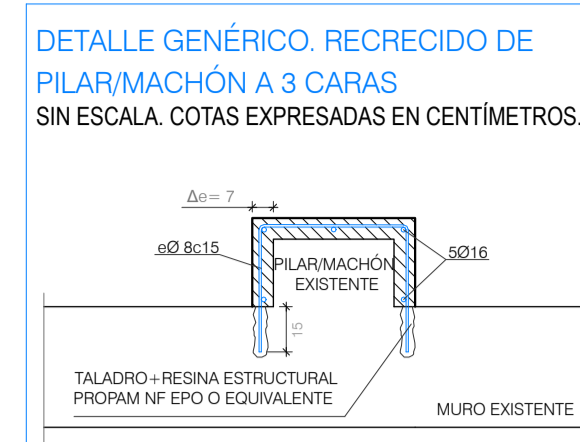 DETALLE GENÉRICO. RECRECIDO DE
PILAR/MACHÓN A 3 CARAS
SIN ESCALA. COTAS EXPRESADAS EN CENTÍMETROS.
Δe= 7
eØ 8c15
5Ø16
PILAR/MACHÓN
EXISTENTE
15
TALADRO+RESINA ESTRUCTURAL
PROPAM NF EPO O EQUIVALENTE
MURO EXISTENTE